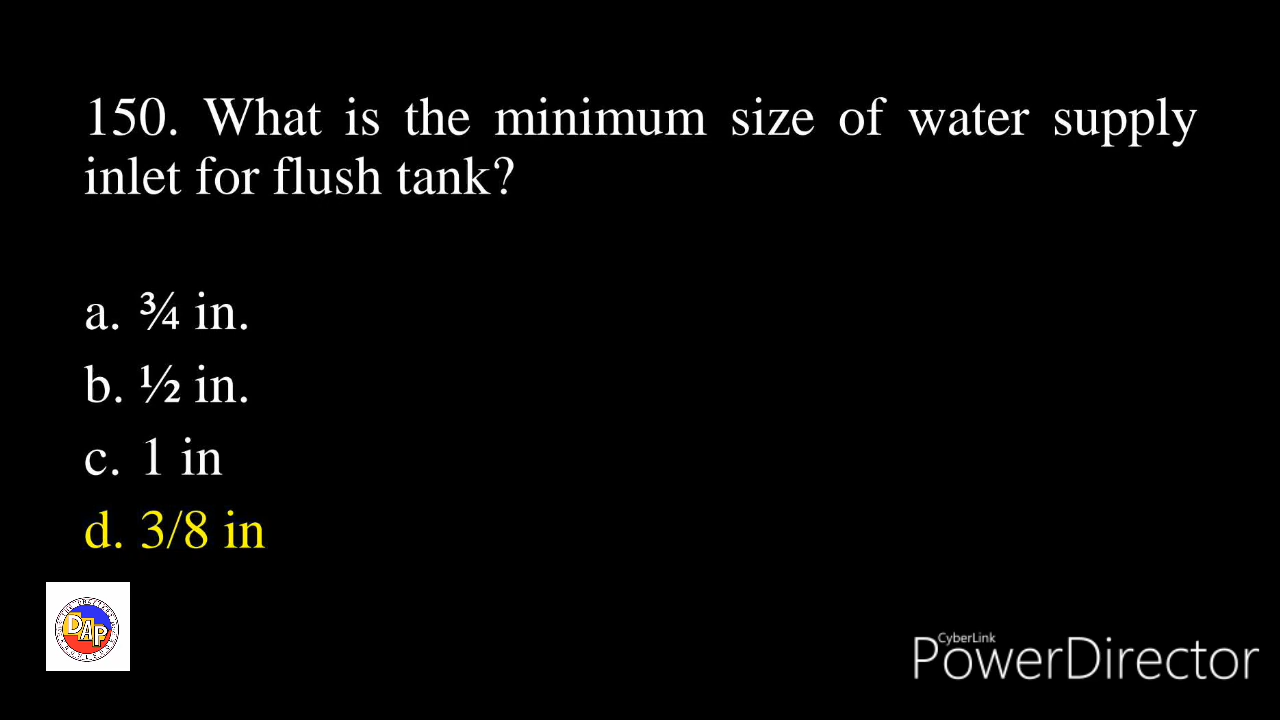 150. What is the minimum size of water supply
inlet for flush tank?
a. ¾ in.
b. ½ in.
c. 1 in
d. 3/8 in
DAP
CyberLink
PowerDirector